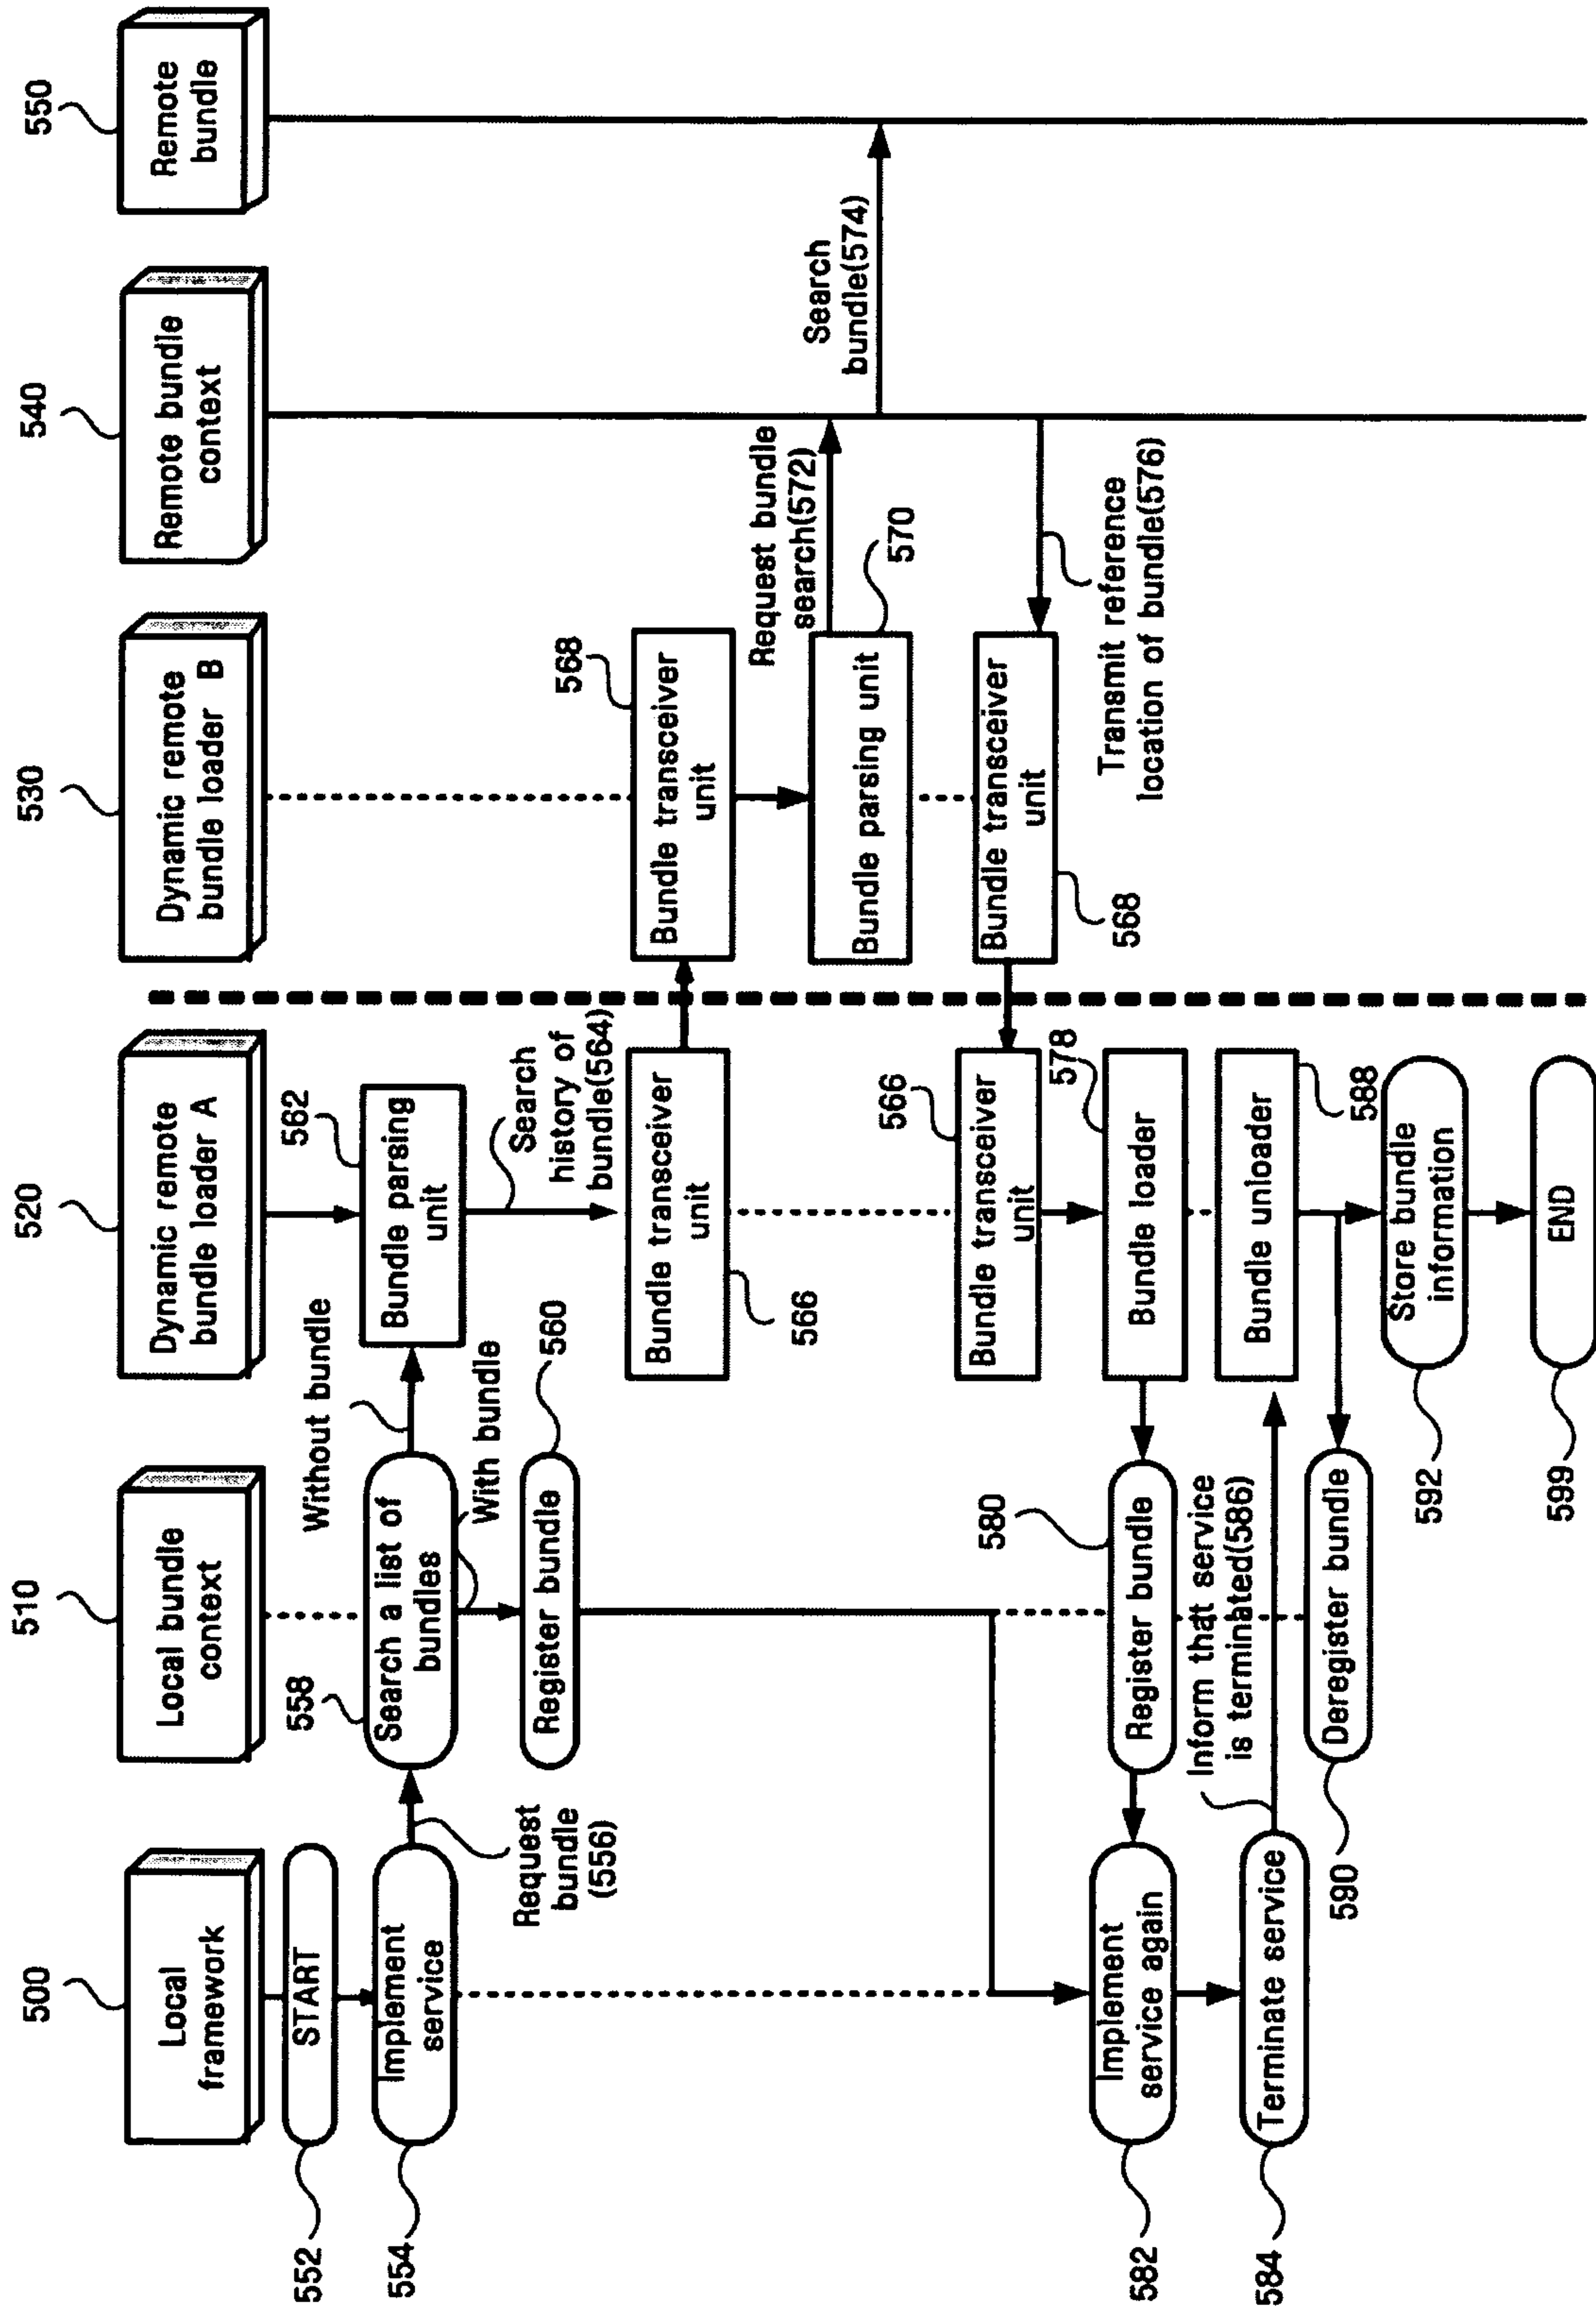 500
Local
framework
510
Local bundle
context
520
Dynamic remote
bundle loader A
530
Dynamic remote
bundle loader B
540
Remote bundle
context
550
Remote
bundle
552
START
554
Implement
service
Request
bundle
(556)
558
Search a list of
bundles
Without bundle
With bundle
560
Register bundle
562
Bundle parsing
unit
Search
history of
bundle(564)
Bundle transceiver
unit
566
568
Bundle transceiver
unit
Request bundle
search(572)
Bundle parsing unit
570
Search
bundle(574)
Transmit reference
location of bundle(576)
Bundle transceiver
unit
568
566
Bundle transceiver
unit
578
Bundle loader
580
Register bundle
582
Implement
service again
584
Terminate service
Inform that service
is terminated(586)
Bundle unloader
588
590
Deregister bundle
592
Store bundle
information
599
END